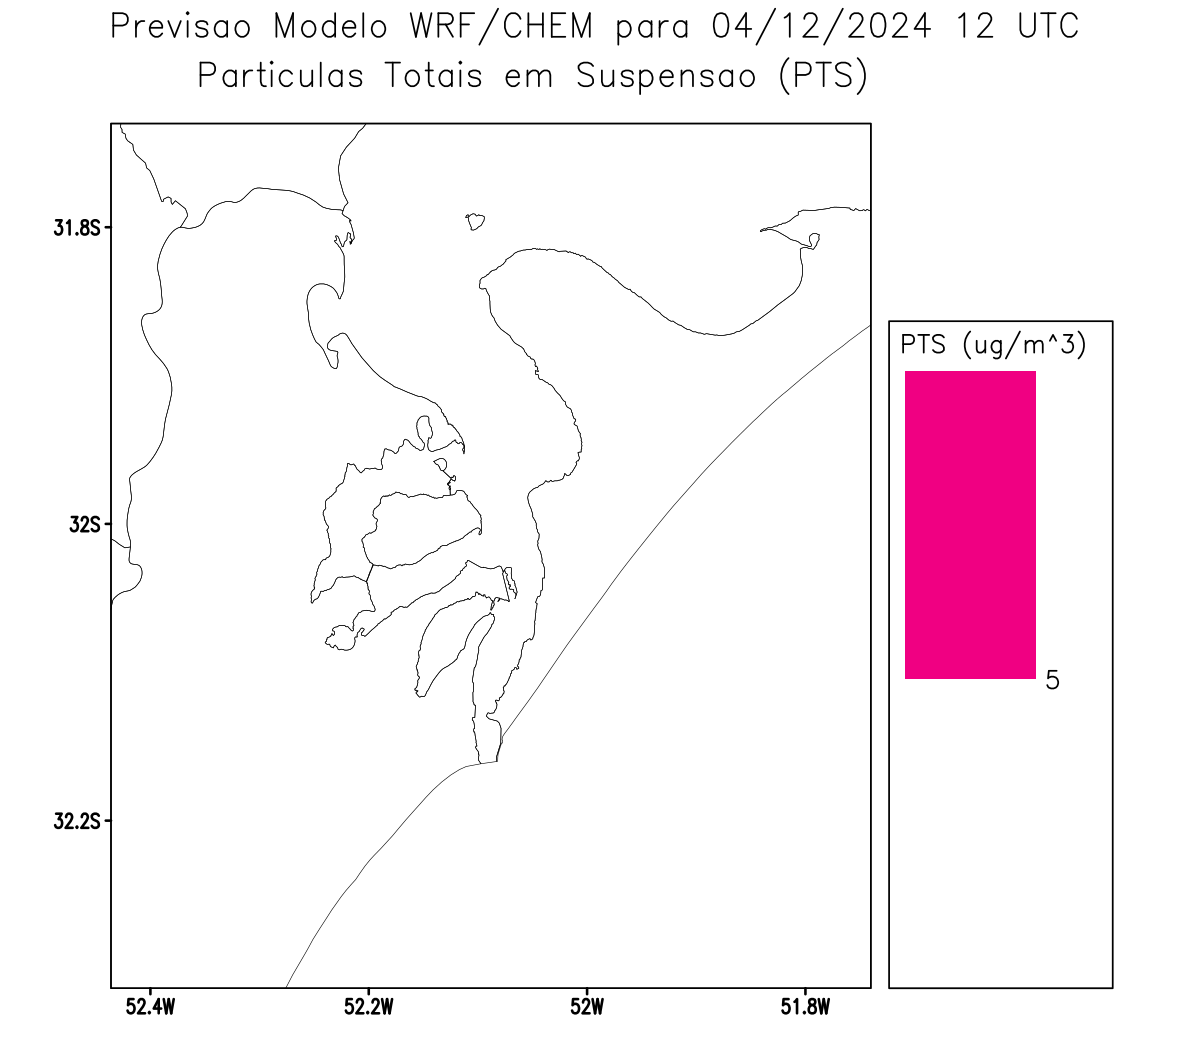 Previsao Modelo WRF/CHEM para 04/12/2024 12 UTC
Particulas Totais em Suspensao (PTS)
31.8S
32S
32.2S
52.4W
52.2W
52W
51.8W
PTS (ug/m^3)
5